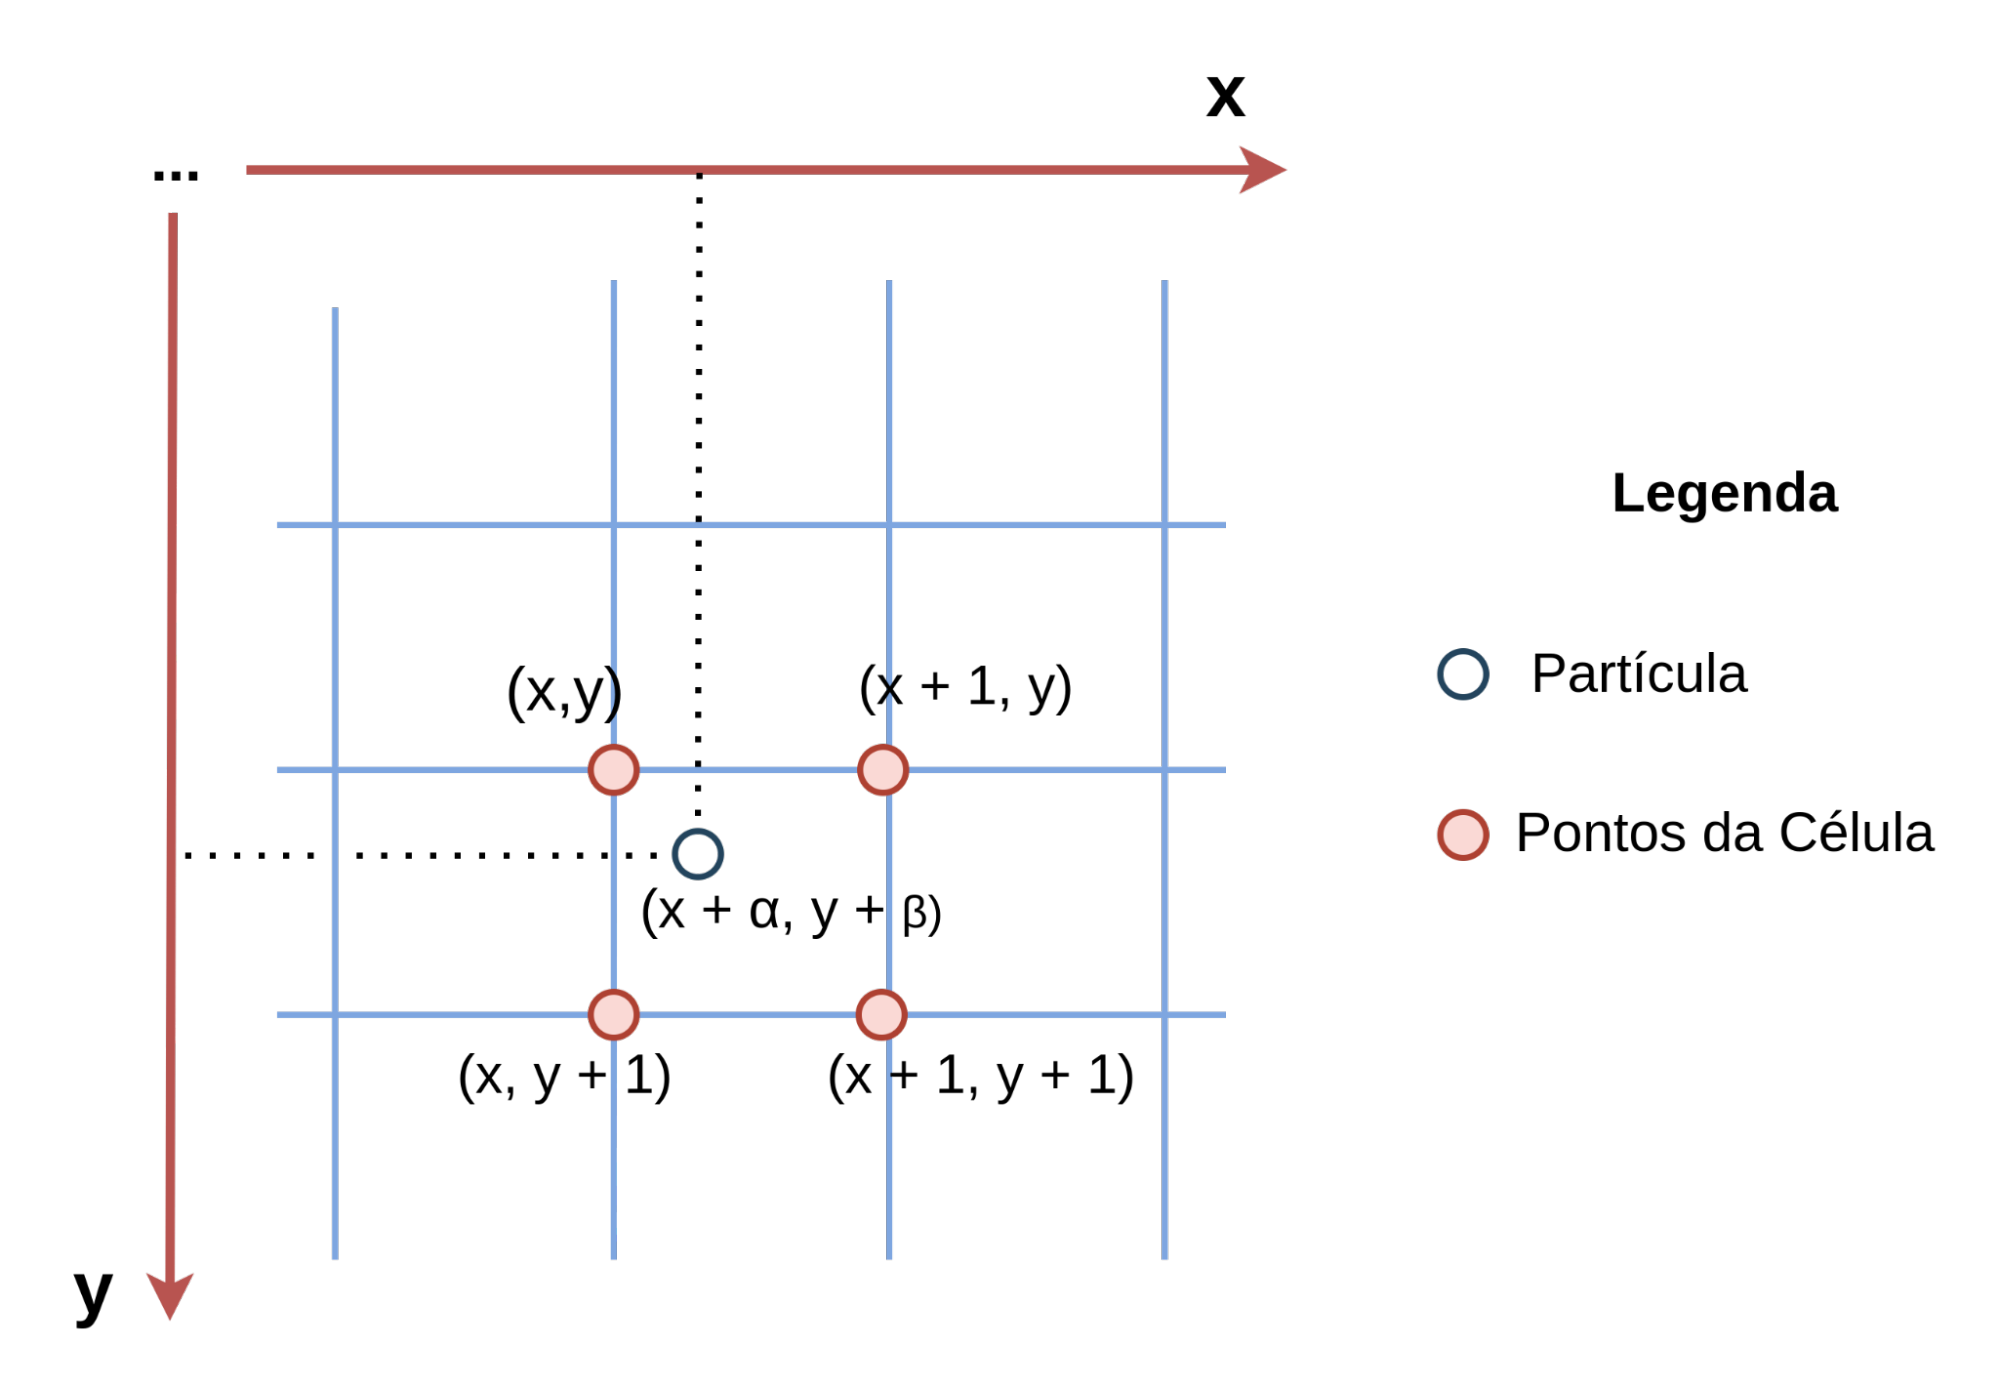 x
...
Legenda
(x,y)
(x + 1, y)
Partícula
Pontos da Célula
(x + α, y + β)
(x, y + 1)
(x + 1, y + 1)
y